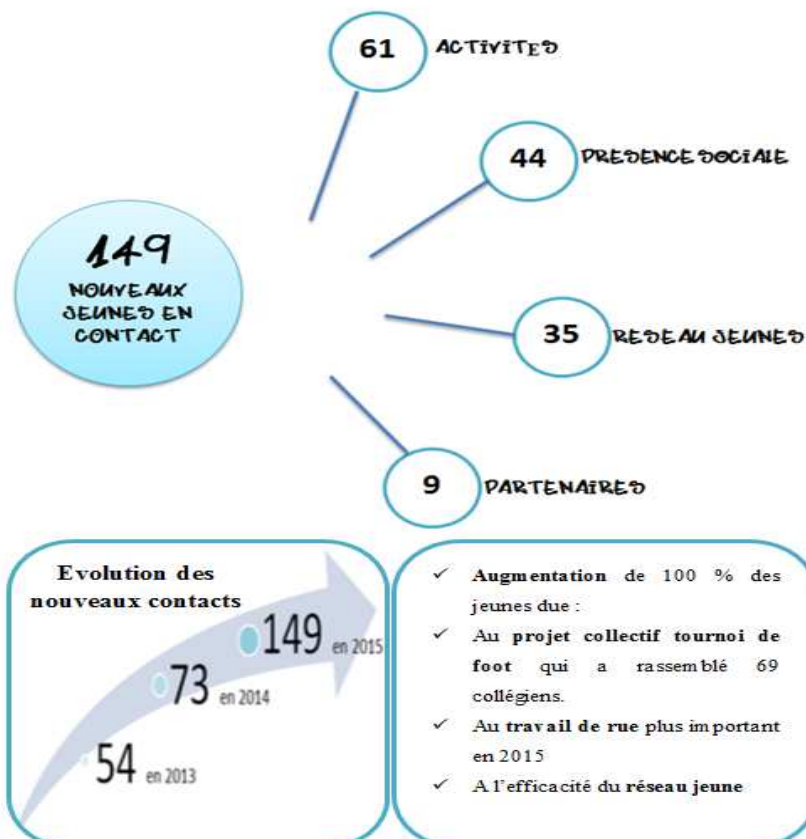 61 ACTIVITES
44 PRESENCE SOCIALE
149
NOUVEAUX
JEUNES EN
CONTACT
35 RESEAU JEUNES
9 PARTENAIRES
Evolution des
nouveaux contacts
149 en 2015
73 en 2014
54 en 2013
✓ Augmentation de 100 % des
jeunes due :
✓ Au projet collectif tournoi de
foot qui a rassemblé 69
collégiens.
✓ Au travail de rue plus important
en 2015
✓ A l'efficacité du réseau jeune